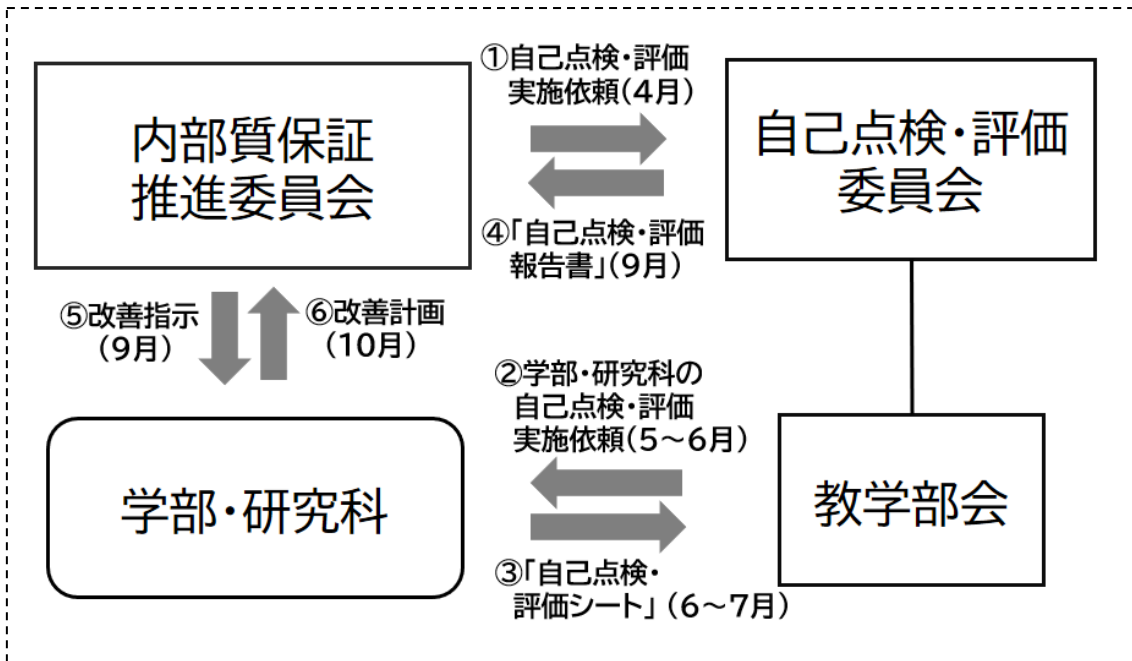 ①自己点検・評価
実施依頼(4月)
内部質保証
推進委員会
自己点検・評価
委員会
④「自己点検・評価
報告書」(9月)
⑤改善指示
(9月)
⑥改善計画
(10月)
②学部・研究科の
自己点検・評価
実施依頼(5～6月)
学部・研究科
教学部会
③「自己点検・
評価シート」(6～7月)